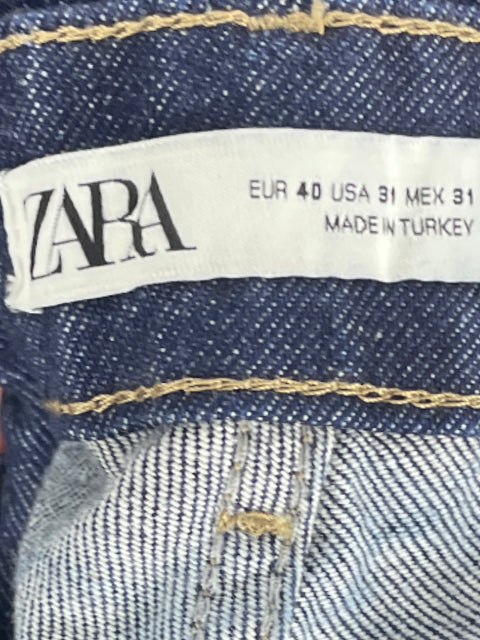 ZARA
EUR 40 USA 31 MEX 31
MADE IN TURKEY